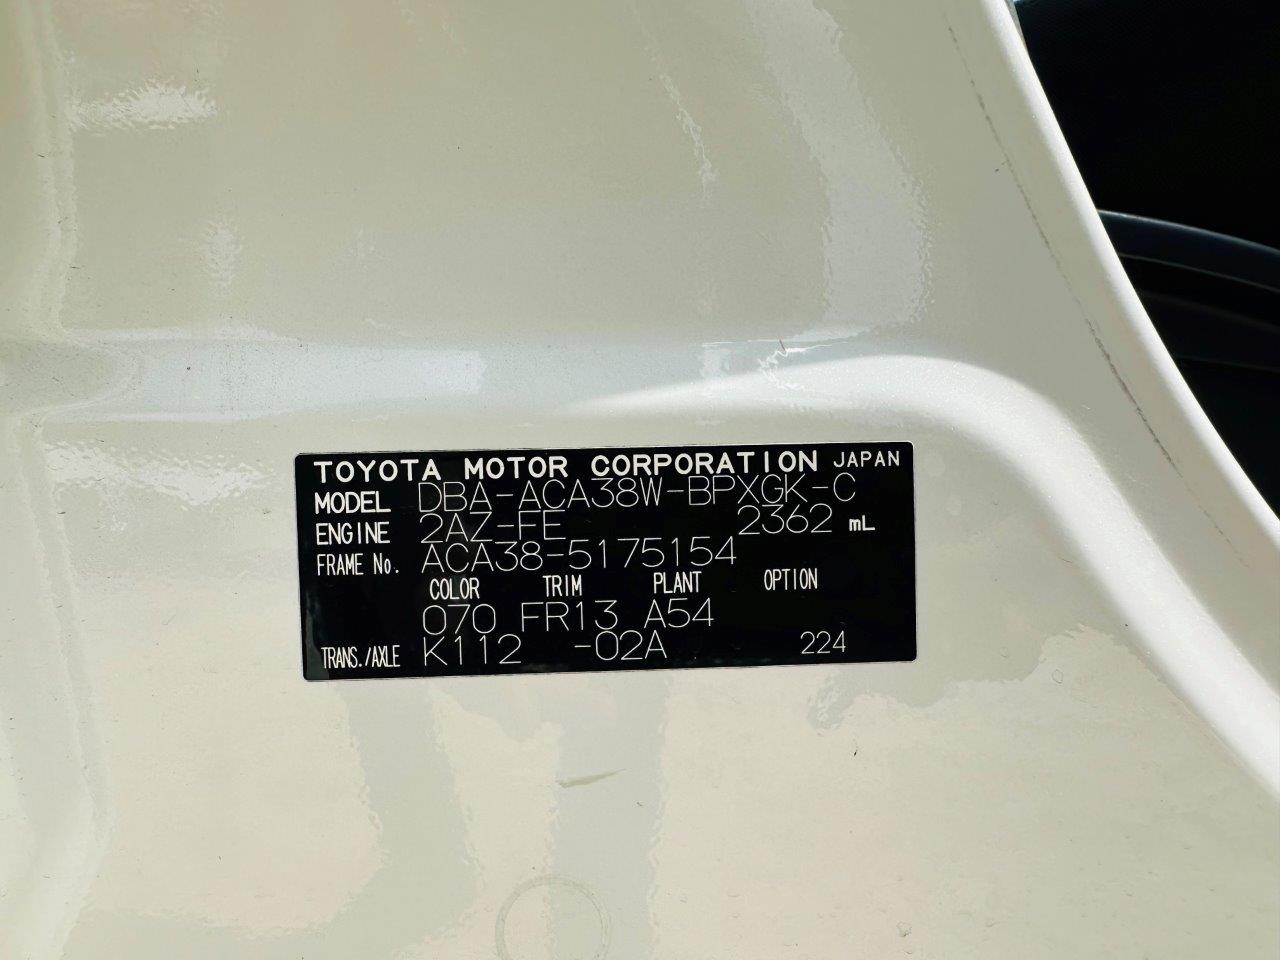 TOYOTA MOTOR CORPORATION JAPAN
MODEL DBA-ACA38W-BPXGK-C
ENGINE 2AZ-FE 2362 mL
FRAME No. ACA38-5175154
COLOR TRIM PLANT OPTION
070 FR13 A54
TRANS./AXLE K112 -02A 224